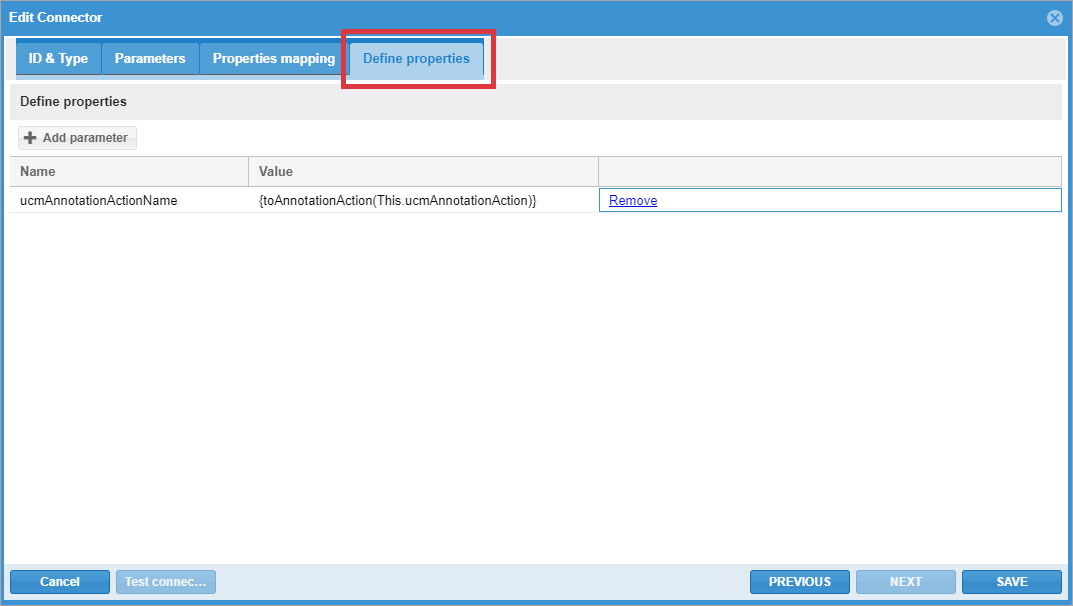 Edit Connector
ID & Type Parameters Properties mapping Define properties
Define properties
Add parameter
Name Value
ucmAnnotationActionName {toAnnotationAction(This.ucmAnnotationAction)} Remove
Cancel Test connec... PREVIOUS NEXT SAVE